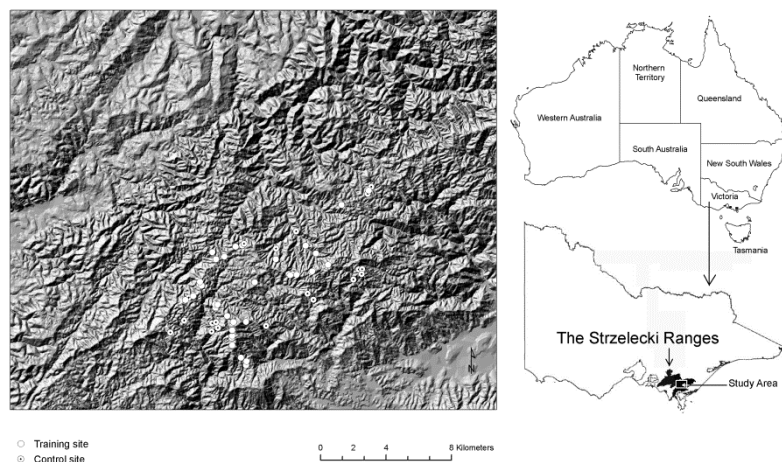 Northern
Territory
Western Australia
Queensland
South Australia
New South Wales
Victoria
Tasmania
The Strzelecki Ranges
Study Area
N
Training site
Control site
0 2 4 8 Kilometers